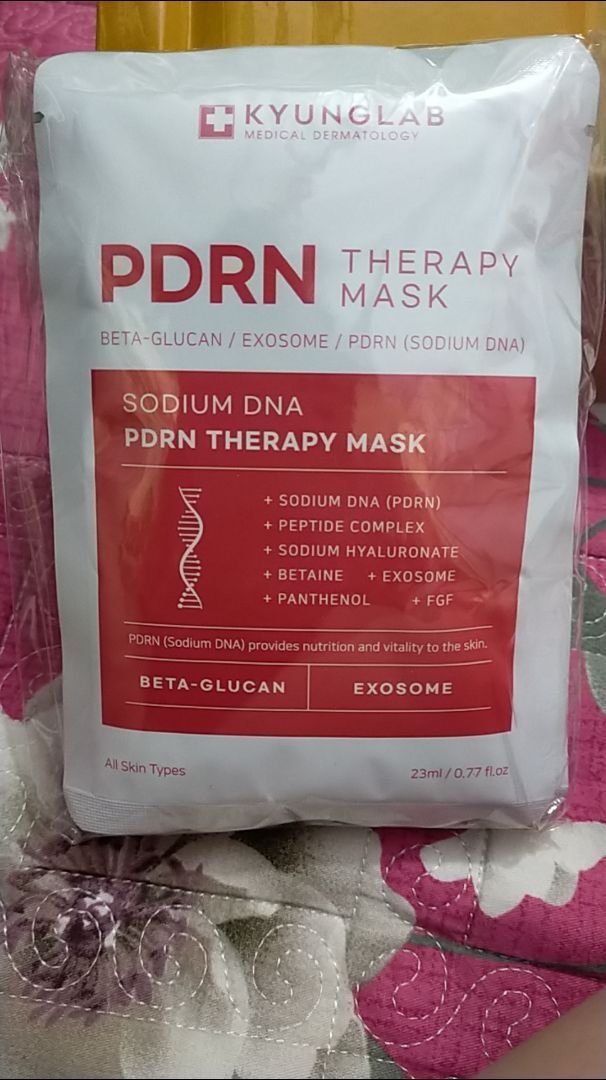 KYUNGLAB
MEDICAL DERMATOLOGY
PDRN THERAPY MASK
BETA-GLUCAN / EXOSOME / PDRN (SODIUM DNA)
SODIUM DNA
PDRN THERAPY MASK
+ SODIUM DNA (PDRN)
+ PEPTIDE COMPLEX
+ SODIUM HYALURONATE
+ BETAINE + EXOSOME
+ PANTHENOL + FGF
PDRN (Sodium DNA) provides nutrition and vitality to the skin.
BETA-GLUCAN EXOSOME
All Skin Types 23ml / 0.77 fl.oz